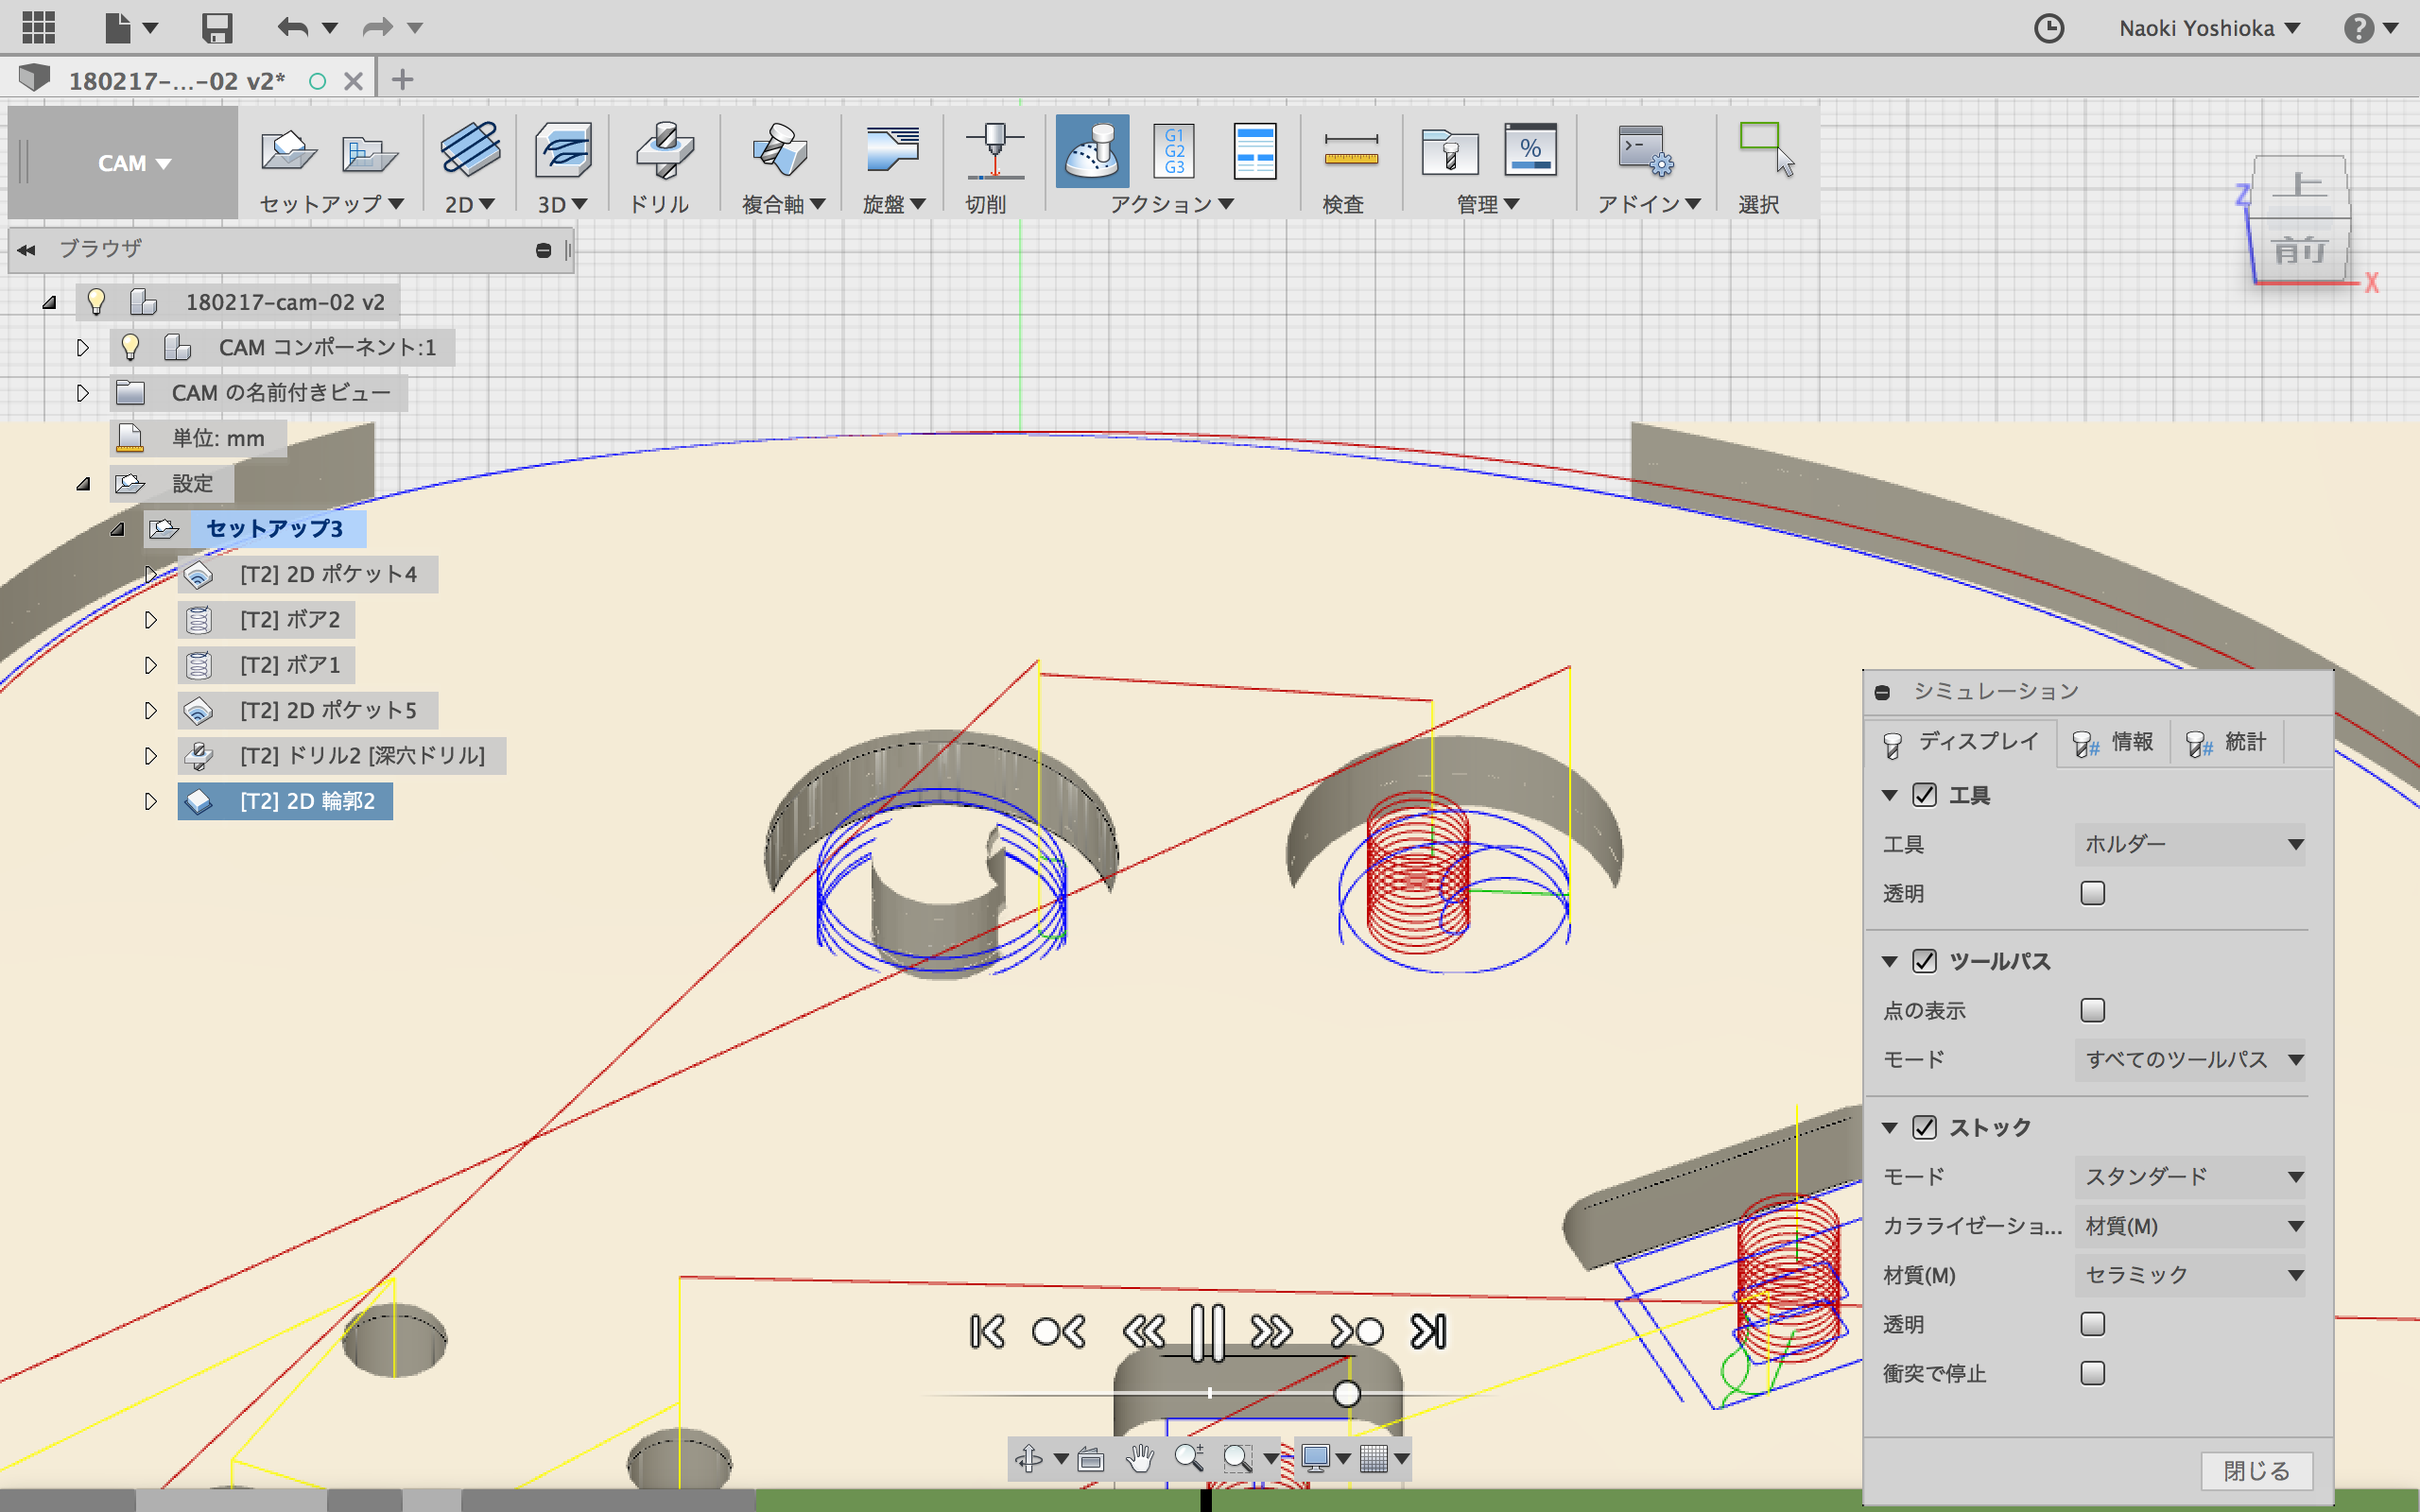 Naoki Yoshioka
?
180217-...-02 v2*
CAM
セットアップ
2D
3D
ドリル
複合軸
旋盤
切削
G1
G2
G3
アクション
検査
%
管理
アドイン
選択
上
前
Z
X
ブラウザ
180217-cam-02 v2
CAM コンポーネント:1
CAM の名前付きビュー
単位: mm
設定
セットアップ3
[T2] 2D ポケット4
[T2] ボア2
[T2] ボア1
[T2] 2D ポケット5
[T2] ドリル2 [深穴ドリル]
[T2] 2D 輪郭2
シミュレーション
ディスプレイ
# 情報
# 統計
工具
工具 ホルダー
透明
ツールパス
点の表示
モード すべてのツールパス
ストック
モード スタンダード
カラライゼーショ... 材質(M)
材質(M) セラミック
透明
衝突で停止
閉じる